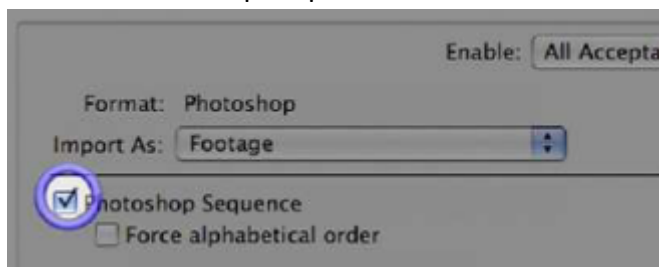 Enable: All Accepta
Format: Photoshop
Import As: Footage
Photoshop Sequence
Force alphabetical order